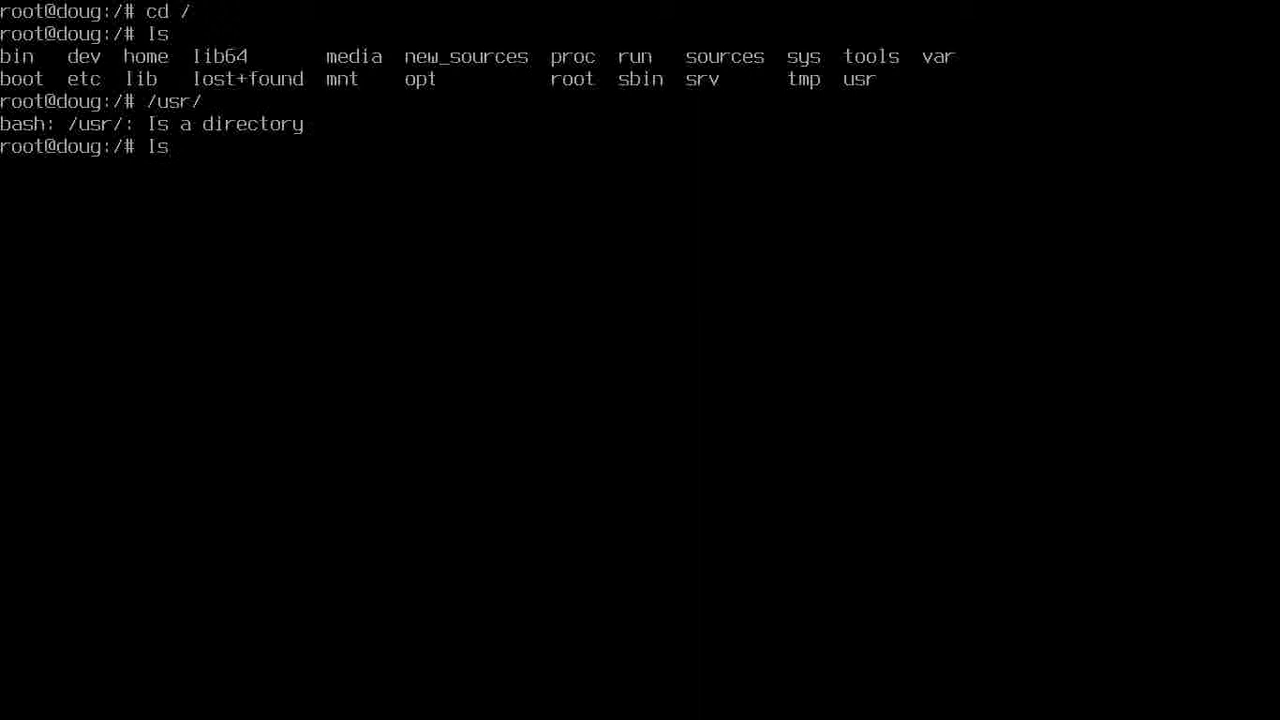 root@doug:/# cd /
root@doug:/# ls
bin   dev  home  lib64       media  new_sources  proc  run   sources  sys  tools  var
boot  etc  lib   lost+found  mnt    opt          root  sbin  srv      tmp  usr
root@doug:/# /usr/
bash: /usr/: Is a directory
root@doug:/# ls